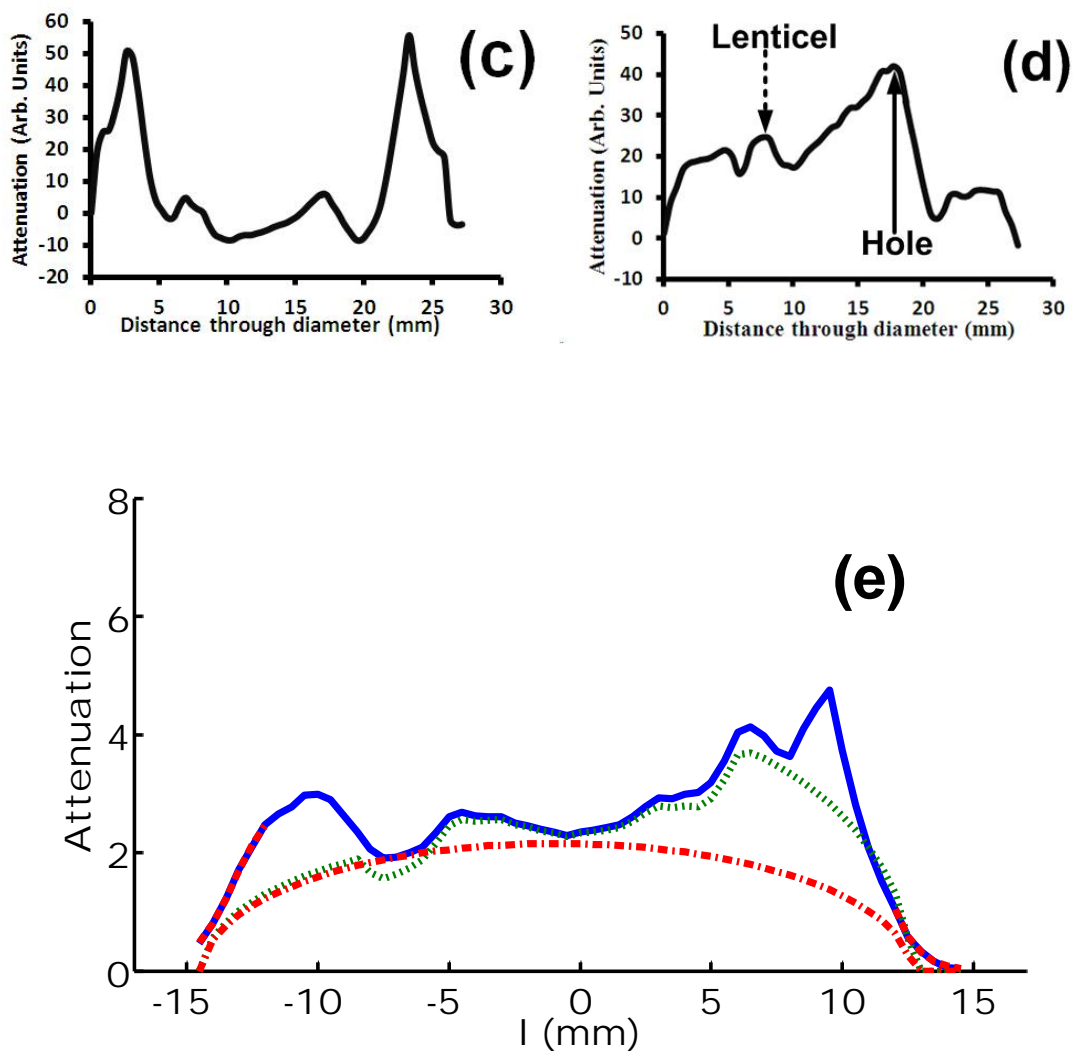 (c)
Attenuation (Arb. Units)
60
50
40
30
20
10
0
-10
-20
0 5 10 15 20 25 30
Distance through diameter (mm)
(d)
Lenticel
Hole
Attenuation (Arb. Units)
50
40
30
20
10
0
-10
0 5 10 15 20 25 30
Distance through diameter (mm)
(e)
Attenuation
8
6
4
2
0
-15 -10 -5 0 5 10 15
l (mm)